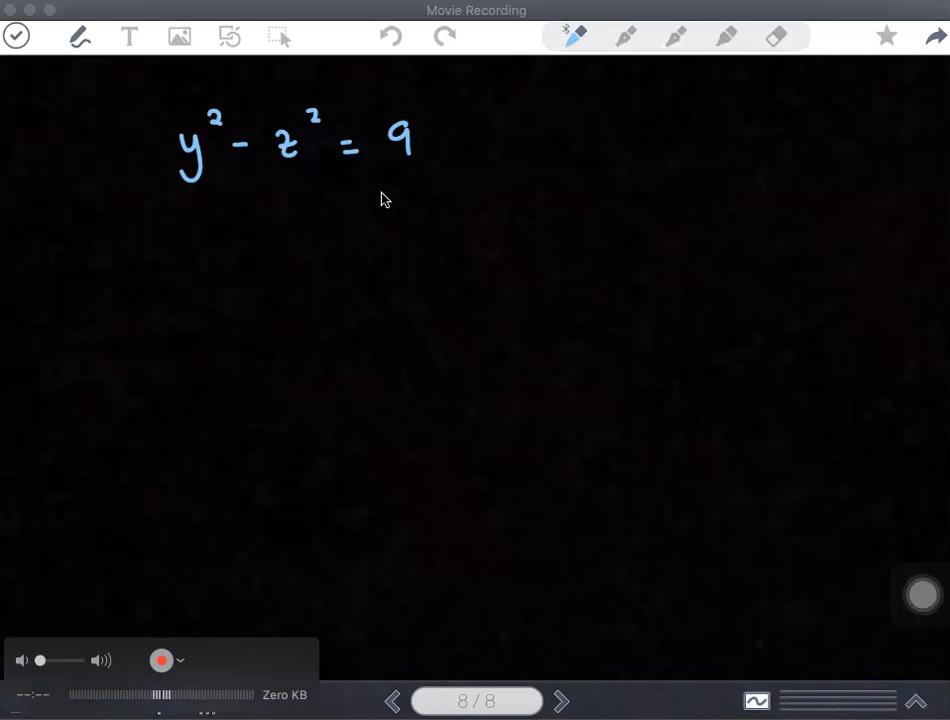 Movie Recording
T
y² - z² = 9
--:--
Zero KB
8/8